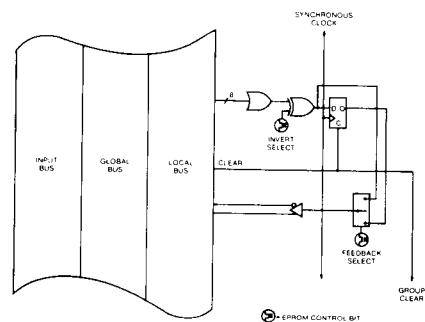 SYNCHRONOUS
CLOCK
8
D Q
C
INVERT
SELECT
INPUT
BUS
GLOBAL
BUS
LOCAL
BUS
CLEAR
FEEDBACK
SELECT
GROUP
CLEAR
= EPROM CONTROL BIT